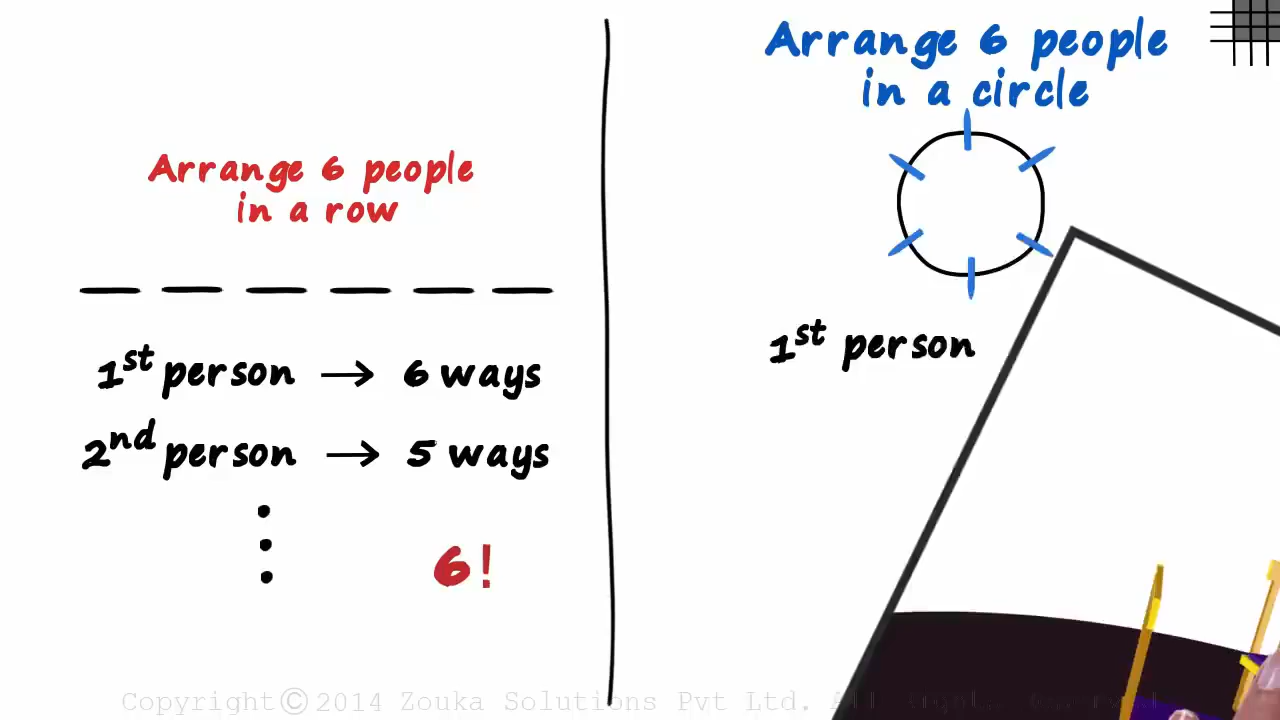 Arrange 6 people
in a row
1st person → 6 ways
2nd person → 5 ways
6!
Arrange 6 people
in a circle
1st person
Copyright© 2014 Zouka Solutions Pvt Ltd. All